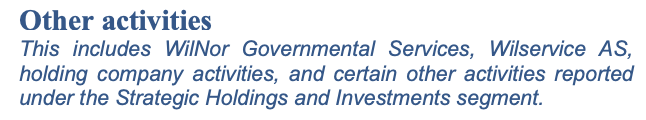 Other activities
This includes WilNor Governmental Services, Wilservice AS,
holding company activities, and certain other activities reported
under the Strategic Holdings and Investments segment.